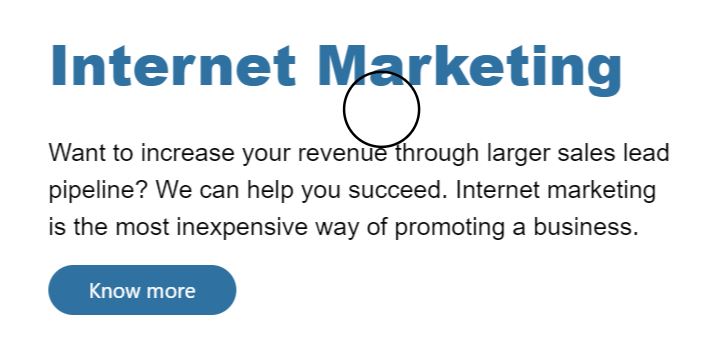 Internet Marketing
Want to increase your revenue through larger sales lead
pipeline? We can help you succeed. Internet marketing
is the most inexpensive way of promoting a business.
Know more